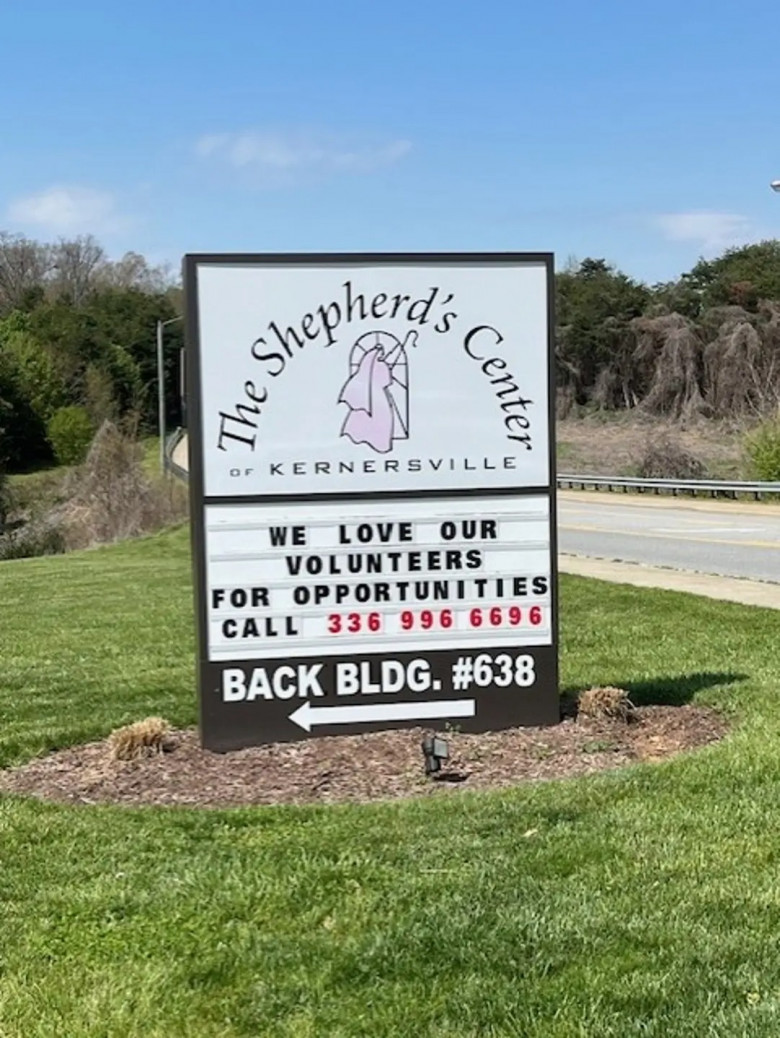 The Shepherd's Center
OF KERNERSVILLE
WE LOVE OUR
VOLUNTEERS
FOR OPPORTUNITIES
CALL 336 996 6696
BACK BLDG. #638